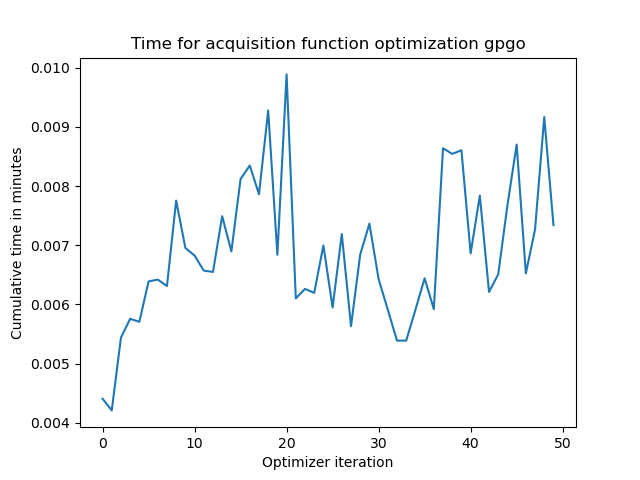 Time for acquisition function optimization gpgo
Cumulative time in minutes
0.010
0.009
0.008
0.007
0.006
0.005
0.004
0 10 20 30 40 50
Optimizer iteration